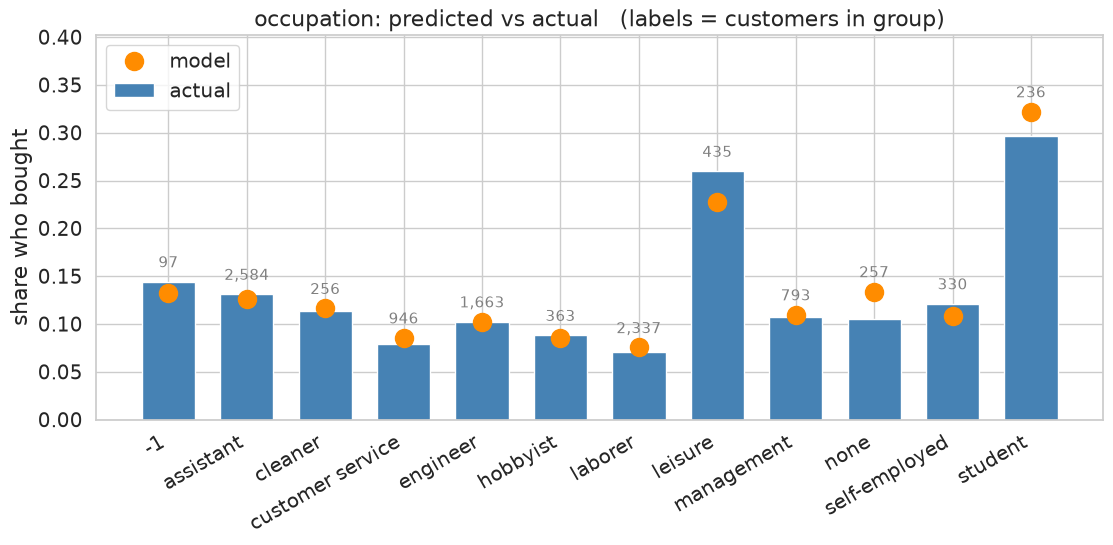 occupation: predicted vs actual   (labels = customers in group)
share who bought
0.40
0.35
0.30
0.25
0.20
0.15
0.10
0.05
0.00
model
actual
97
2,584
256
946
1,663
363
2,337
435
793
257
330
236
-1
assistant
cleaner
customer service
engineer
hobbyist
laborer
leisure
management
none
self-employed
student